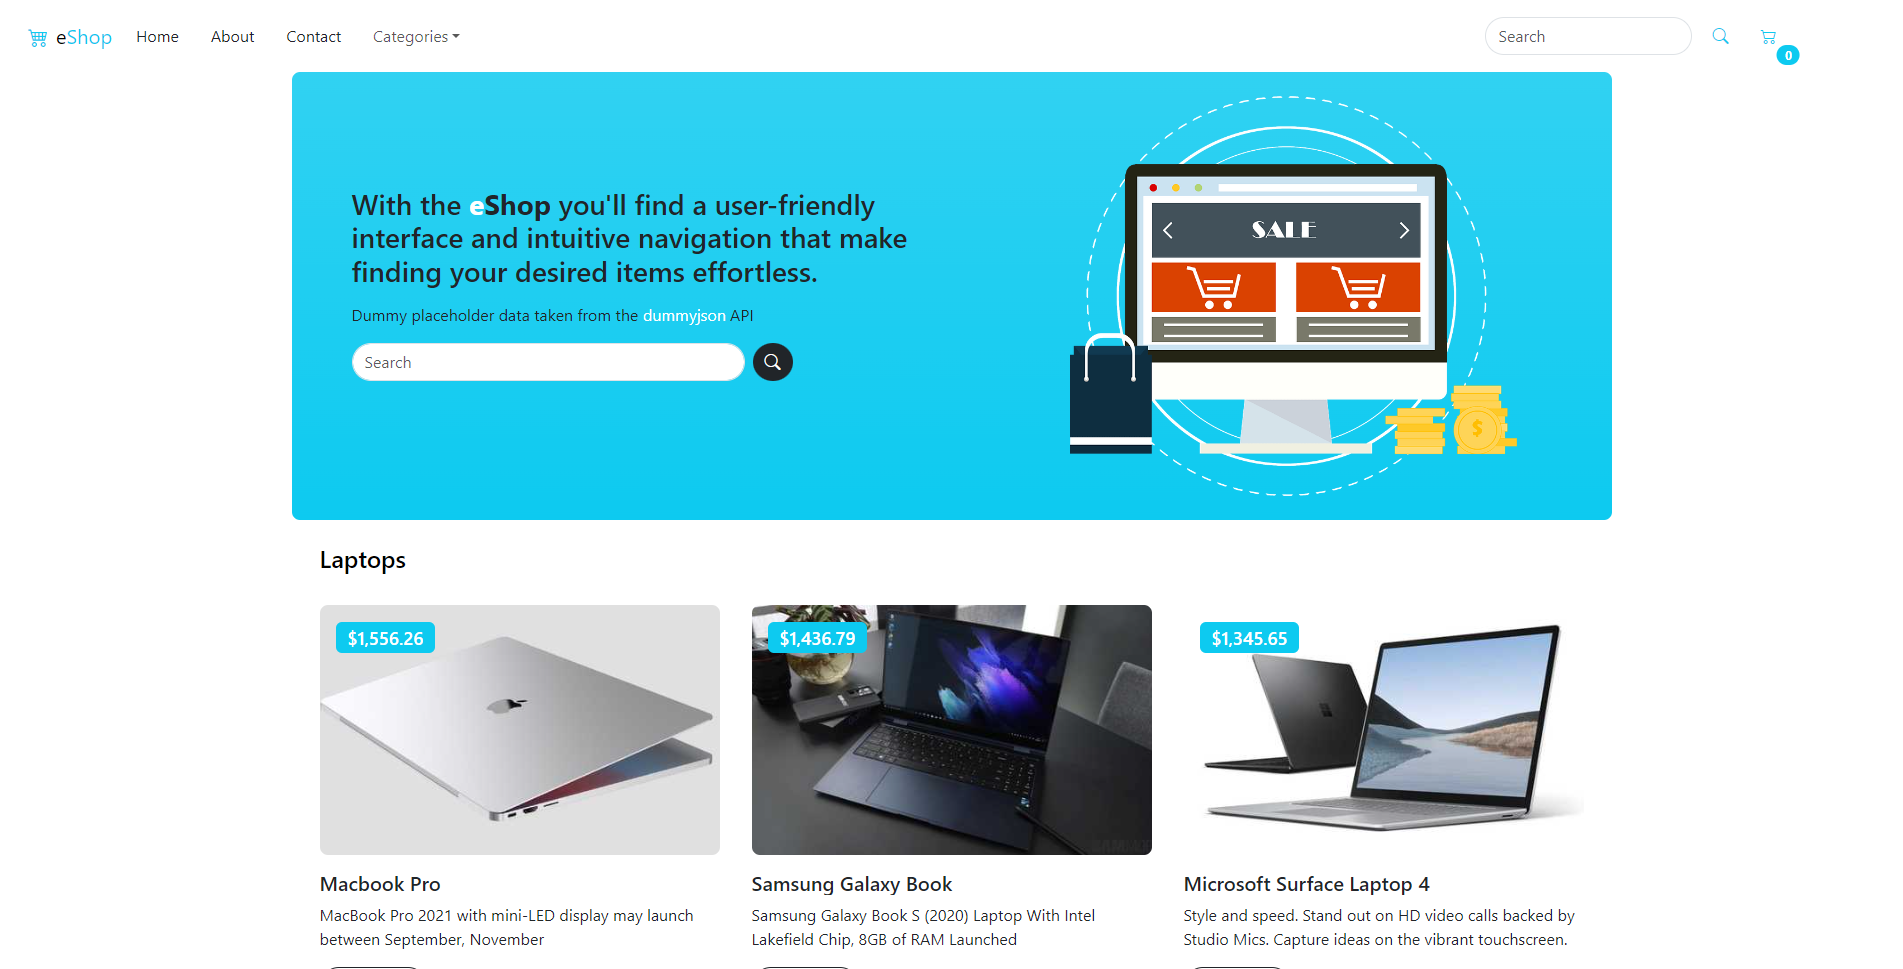 eShop Home About Contact Categories Search
0
With the eShop you'll find a user-friendly
interface and intuitive navigation that make
finding your desired items effortless.
Dummy placeholder data taken from the dummyjson API
Search
SALE
$
Laptops
$1,556.26 $1,436.79 $1,345.65
Macbook Pro
MacBook Pro 2021 with mini-LED display may launch
between September, November
Samsung Galaxy Book
Samsung Galaxy Book S (2020) Laptop With Intel
Lakefield Chip, 8GB of RAM Launched
Microsoft Surface Laptop 4
Style and speed. Stand out on HD video calls backed by
Studio Mics. Capture ideas on the vibrant touchscreen.